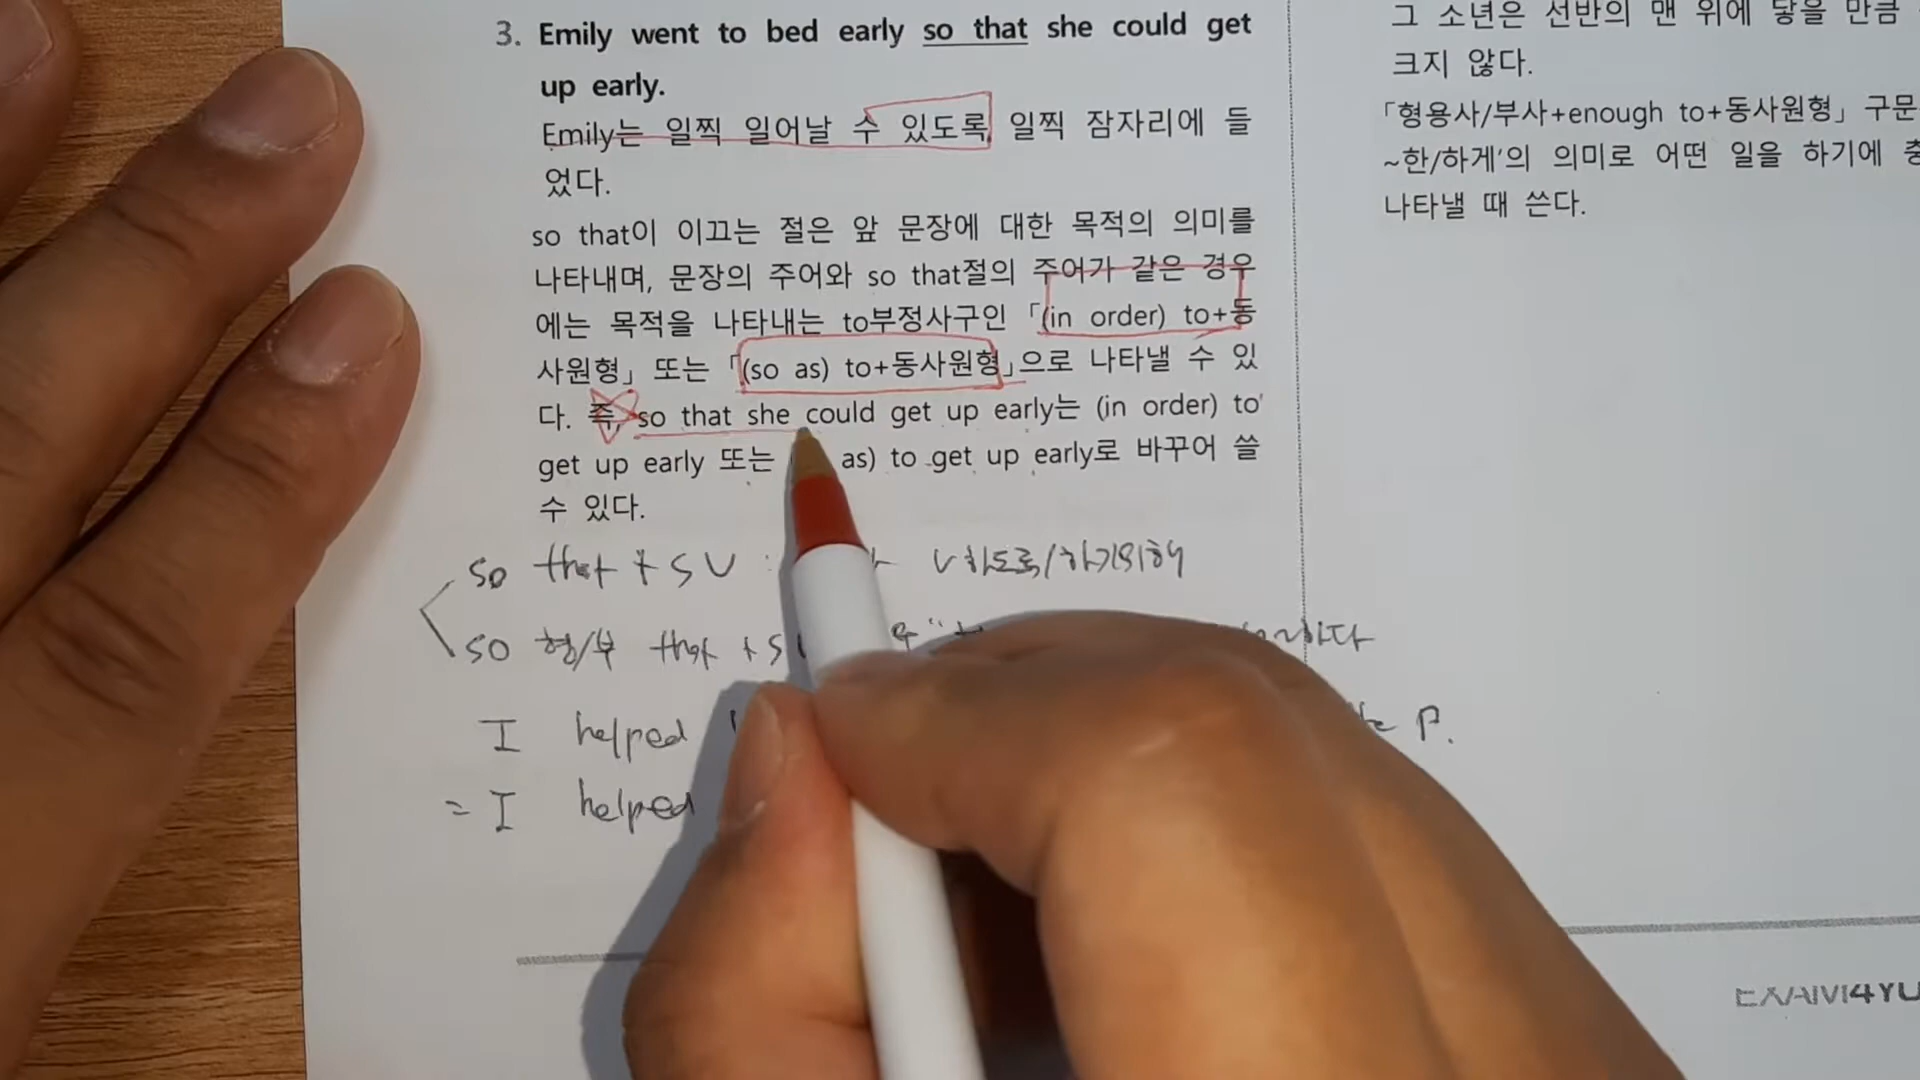 3. Emily went to bed early so that she could get
up early.
Emily는 일찍 일어날 수 있도록 일찍 잠자리에 들
었다.
so that이 이끄는 절은 앞 문장에 대한 목적의 의미를
나타내며, 문장의 주어와 so that절의 주어가 같은 경우
에는 목적을 나타내는 to부정사구인 「(in order) to+동
사원형」 또는 「(so as) to+동사원형」으로 나타낼 수 있
다. 즉, so that she could get up early는 (in order) to
get up early 또는 as) to get up early로 바꾸어 쓸
수 있다.
so that + S V V하도록/하기위해
so 형/부 that + S
I helped P.
= I helped
그 소년은 선반의 맨 위에 닿을 만큼
크지 않다.
「형용사/부사+enough to+동사원형」 구문
~한/하게'의 의미로 어떤 일을 하기에 충
나타낼 때 쓴다.